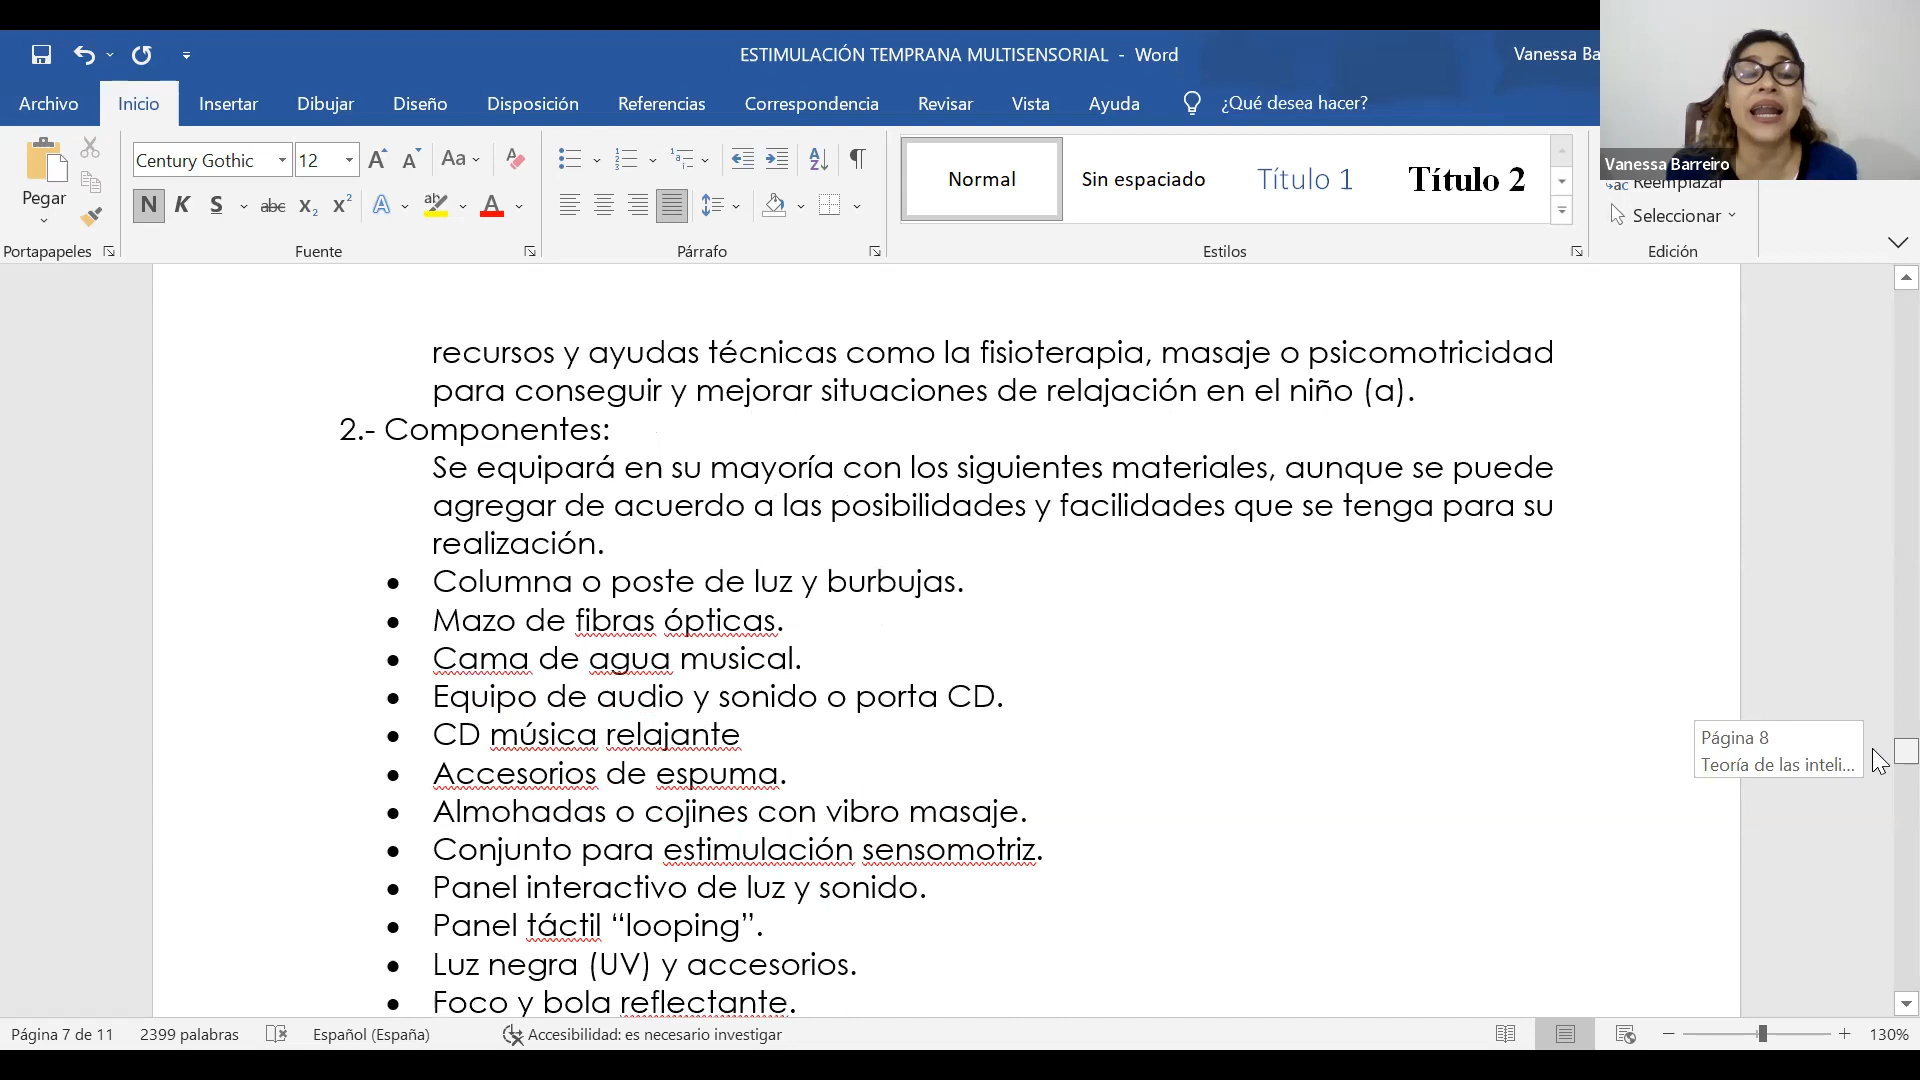 ESTIMULACIÓN TEMPRANA MULTISENSORIAL - Word
Vanessa Ba
Archivo Inicio Insertar Dibujar Diseño Disposición Referencias Correspondencia Revisar Vista Ayuda ¿Qué desea hacer?
Vanessa Barreiro
Pegar
Century Gothic 12
Aa
N K S abc x₂ x² A ab A
Normal
Sin espaciado
Título 1
Título 2
Reemplazar
Seleccionar
Portapapeles Fuente Párrafo Estilos Edición
recursos y ayudas técnicas como la fisioterapia, masaje o psicomotricidad
para conseguir y mejorar situaciones de relajación en el niño (a).
2.- Componentes:
Se equipará en su mayoría con los siguientes materiales, aunque se puede
agregar de acuerdo a las posibilidades y facilidades que se tenga para su
realización.
• Columna o poste de luz y burbujas.
• Mazo de fibras ópticas.
• Cama de agua musical.
• Equipo de audio y sonido o porta CD.
• CD música relajante
• Accesorios de espuma.
• Almohadas o cojines con vibro masaje.
• Conjunto para estimulación sensomotriz.
• Panel interactivo de luz y sonido.
• Panel táctil “looping”.
• Luz negra (UV) y accesorios.
• Foco y bola reflectante.
Página 8
Teoría de las inteli...
Página 7 de 11 2399 palabras Español (España) Accesibilidad: es necesario investigar 130%